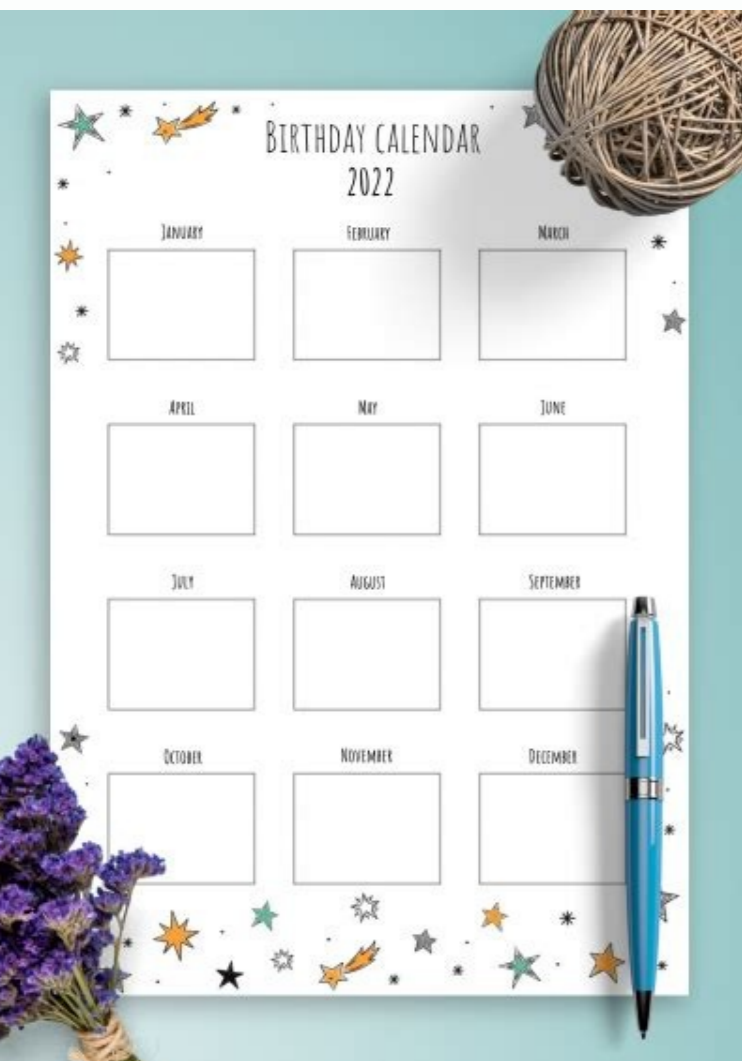 BIRTHDAY CALENDAR
2022
JANUARY FEBRUARY MARCH
APRIL MAY JUNE
JULY AUGUST SEPTEMBER
OCTOBER NOVEMBER DECEMBER